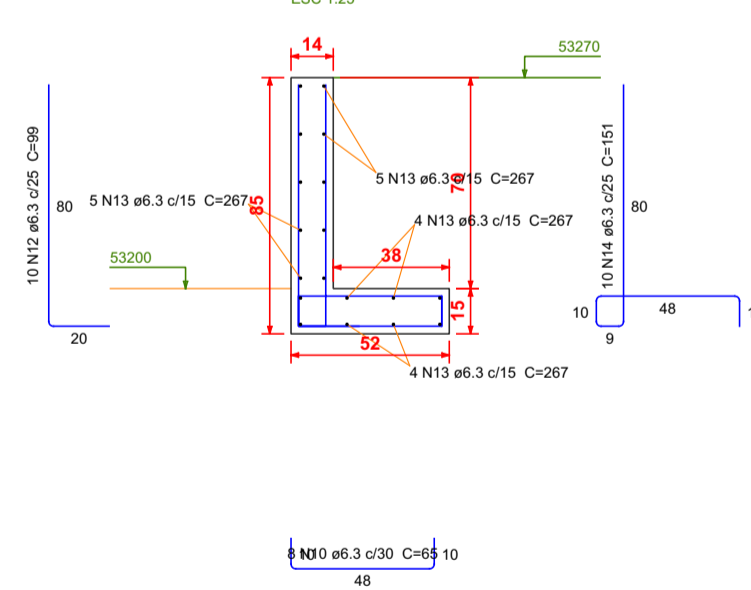 14
53270
10 N12 ø6.3 c/25 C=99
80
5 N13 ø6.3 c/15 C=267
85
5 N13 ø6.3 c/15 C=267
70
4 N13 ø6.3 c/15 C=267
10 N14 ø6.3 c/25 C=151
80
53200
38
15
10
48
9
20
52
4 N13 ø6.3 c/15 C=267
8 N10 ø6.3 c/30 C=65
10
10
48